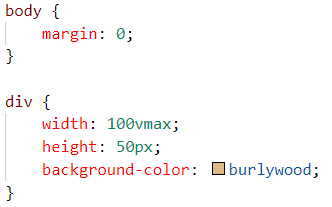 body {
    margin: 0;
}

div {
    width: 100vmax;
    height: 50px;
    background-color: burlywood;
}